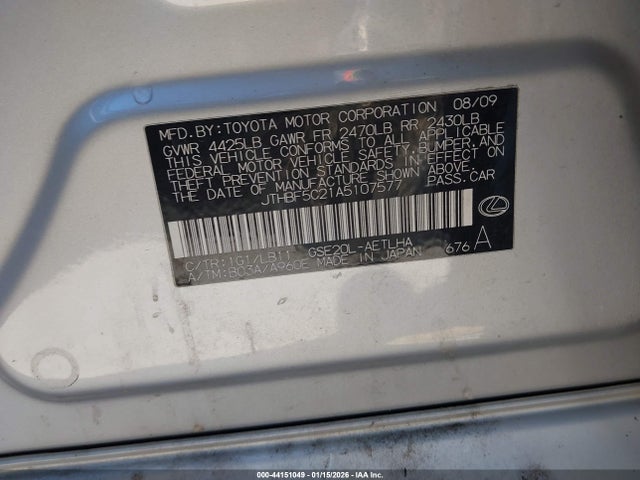 MFD.BY:TOYOTA MOTOR CORPORATION 08/09
GVWR 4425LB GAWR FR 2470LB RR 2430LB
THIS VEHICLE CONFORMS TO ALL APPLICABLE
FEDERAL MOTOR VEHICLE SAFETY,BUMPER,AND
THEFT PREVENTION STANDARDS IN EFFECT ON
THE DATE OF MANUFACTURE SHOWN ABOVE.
JTHBF5C21A5107577 PASS.CAR
C/TR:1G1/LB11 GSE20L-AETLHA
A/TM:B03A/A960E MADE IN JAPAN 676 A
000-44151049 - 01/15/2026 - IAA Inc.